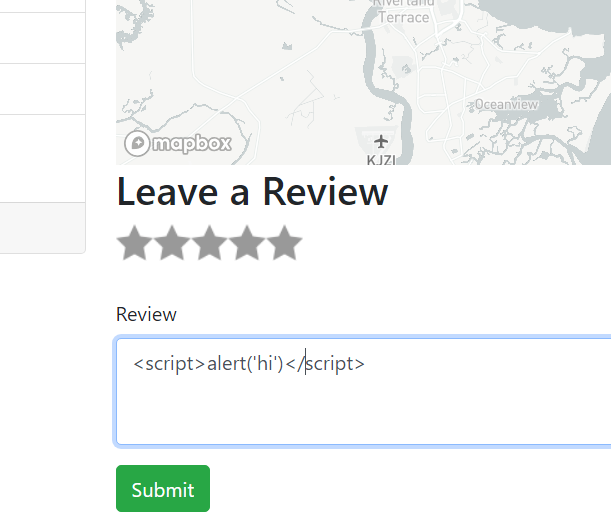 Riverland
Terrace
Oceanview
mapbox
KJZI
Leave a Review
Review
<script>alert('hi')</script>
Submit